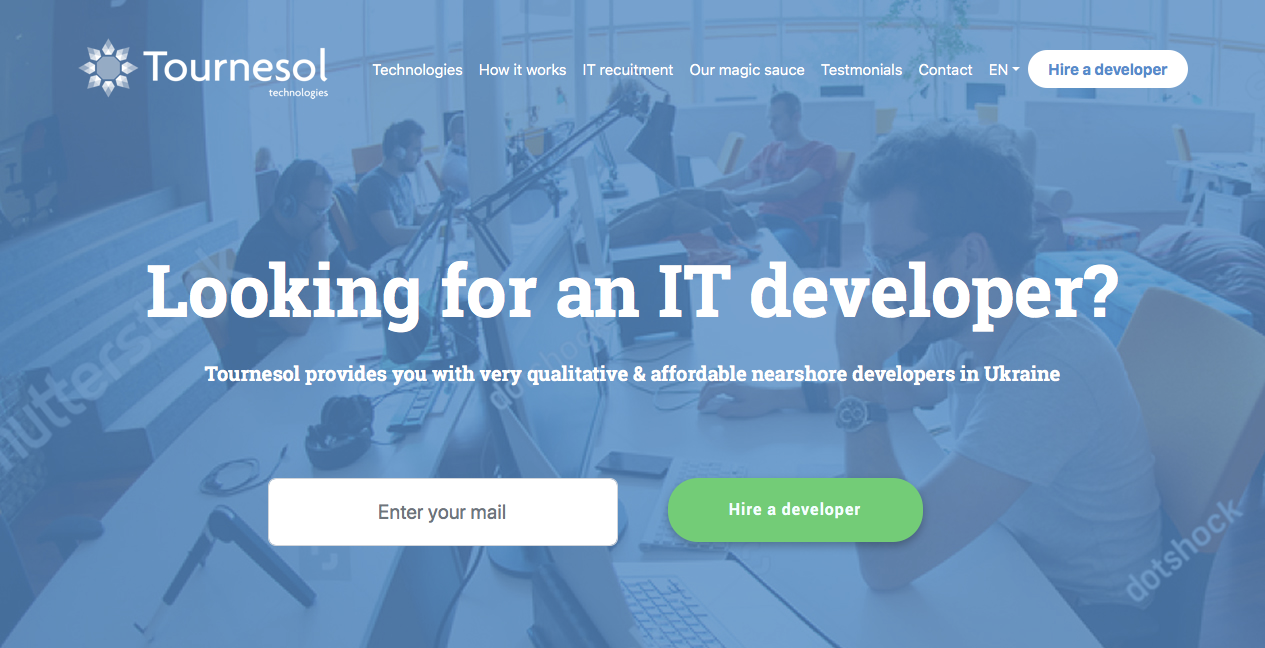 Tournesol
technologies
Technologies How it works IT recuitment Our magic sauce Testmonials Contact EN Hire a developer
Looking for an IT developer?
Tournesol provides you with very qualitative & affordable nearshore developers in Ukraine
Enter your mail Hire a developer
dotshock